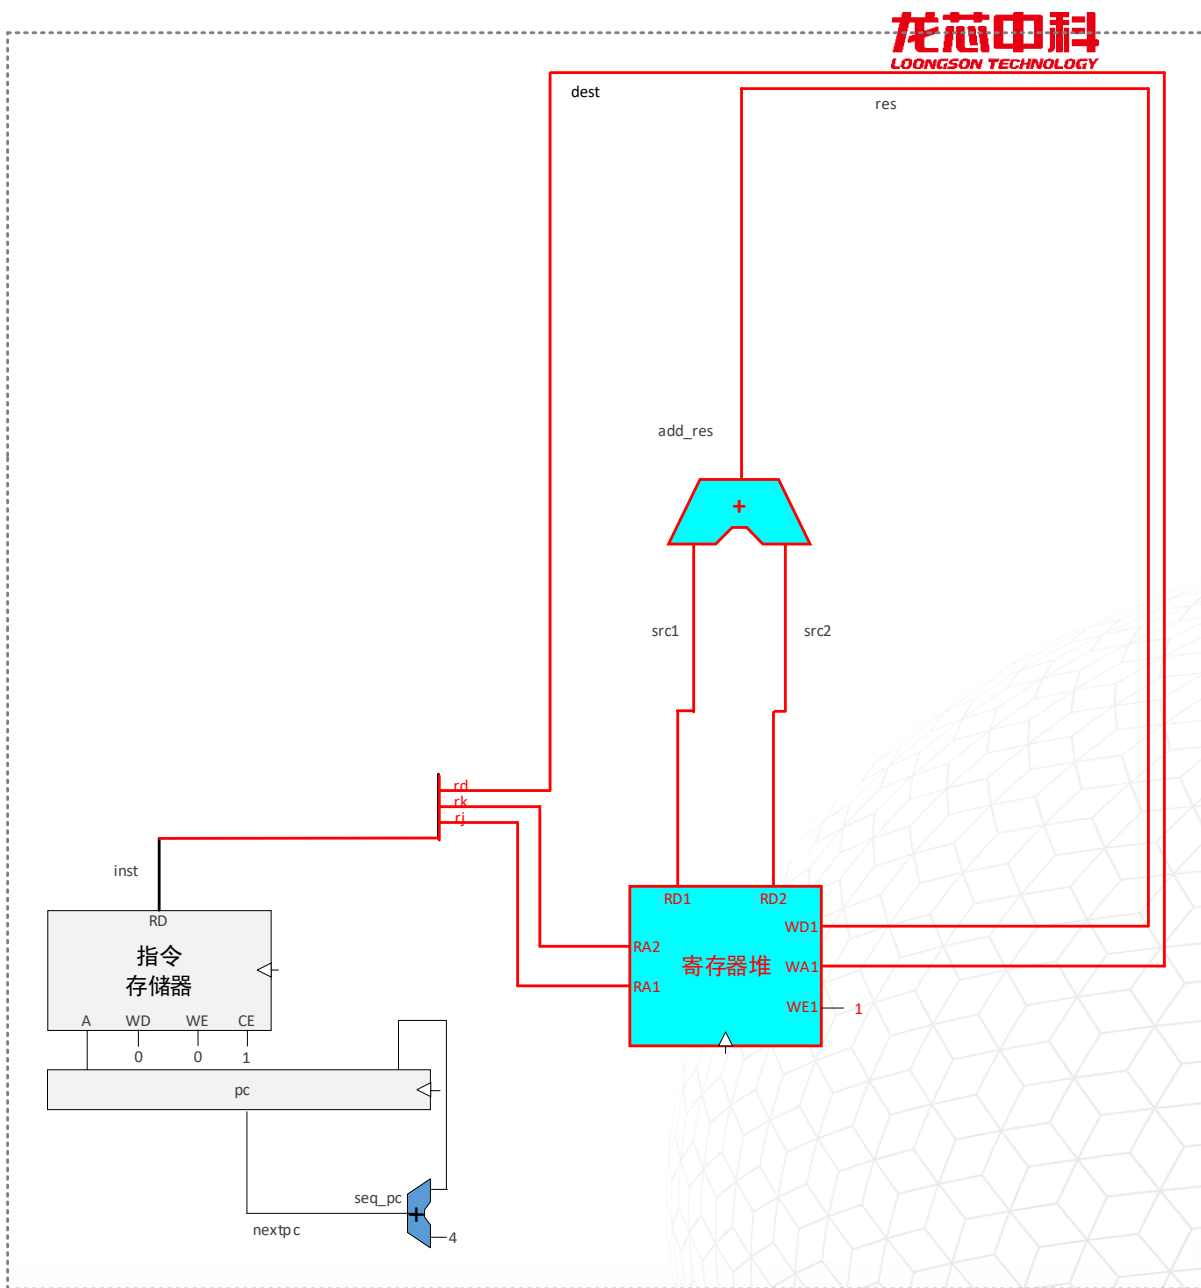 龙芯中科
LOONGSON TECHNOLOGY
dest
res
add_res
+
src1
src2
rd
rk
rj
inst
RD
指令
存储器
A
WD
WE
CE
0
0
1
pc
RD1
RD2
WD1
RA2
寄存器堆
WA1
RA1
WE1
1
seq_pc
+
nextpc
4